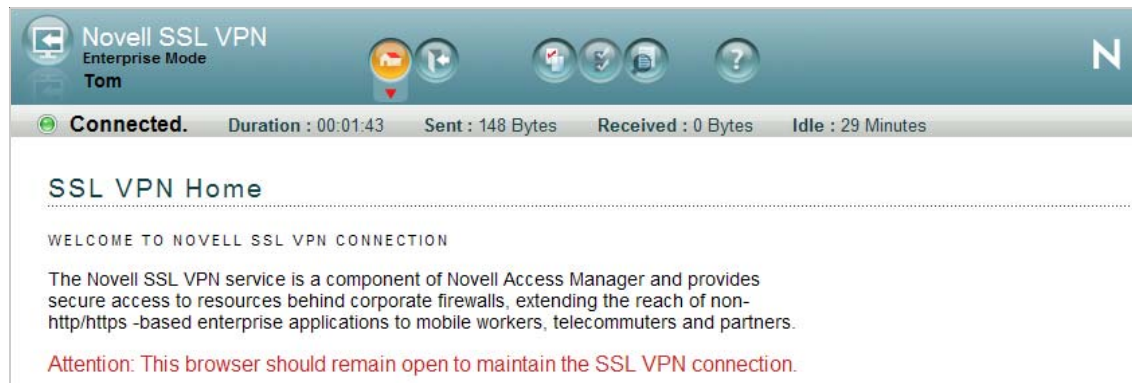 Novell SSL VPN
Enterprise Mode
Tom
N
?
Connected. Duration : 00:01:43 Sent : 148 Bytes Received : 0 Bytes Idle : 29 Minutes
SSL VPN Home
WELCOME TO NOVELL SSL VPN CONNECTION
The Novell SSL VPN service is a component of Novell Access Manager and provides
secure access to resources behind corporate firewalls, extending the reach of non-
http/https -based enterprise applications to mobile workers, telecommuters and partners.
Attention: This browser should remain open to maintain the SSL VPN connection.